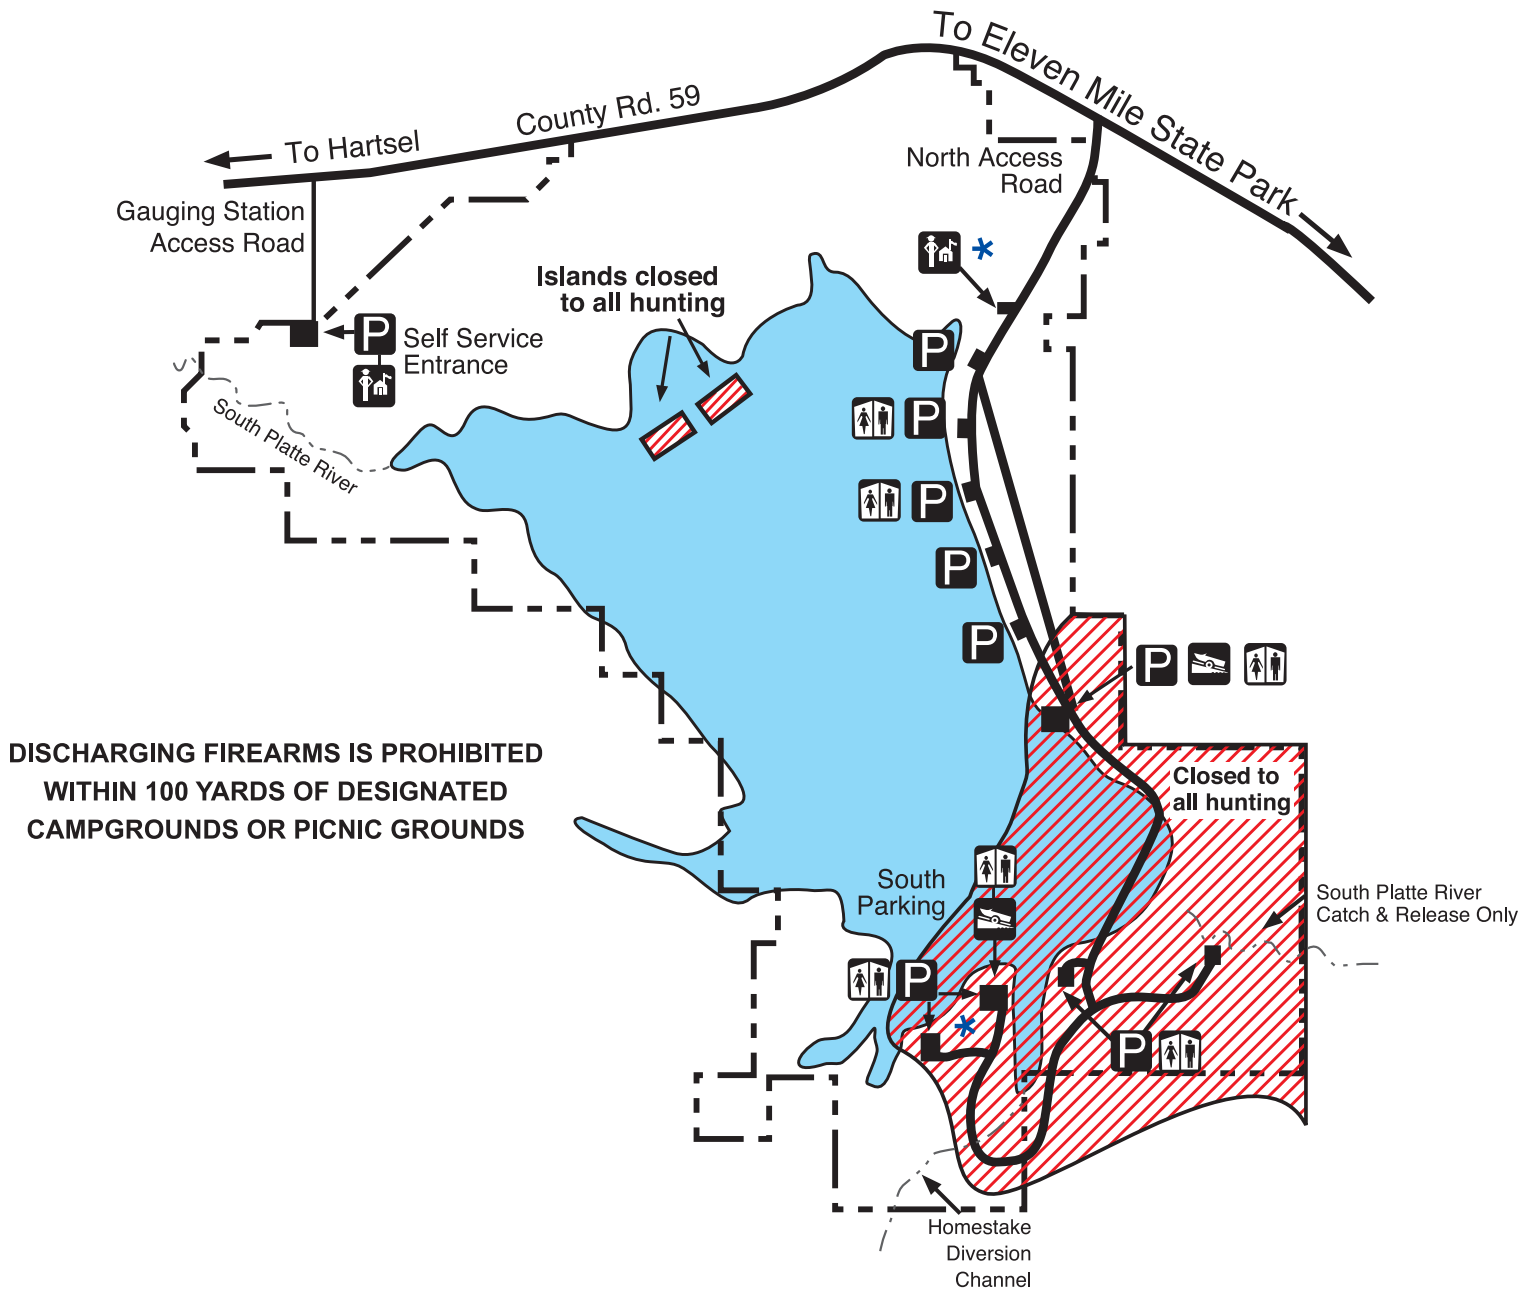 To Eleven Mile State Park
County Rd. 59
To Hartsel
North Access
Road
Gauging Station
Access Road
Islands closed
to all hunting
P
Self Service
Entrance
P
P
South Platte River
P
P
P
P
DISCHARGING FIREARMS IS PROHIBITED
WITHIN 100 YARDS OF DESIGNATED
CAMPGROUNDS OR PICNIC GROUNDS
Closed to
all hunting
South
Parking
South Platte River
Catch & Release Only
P
P
Homestake
Diversion
Channel